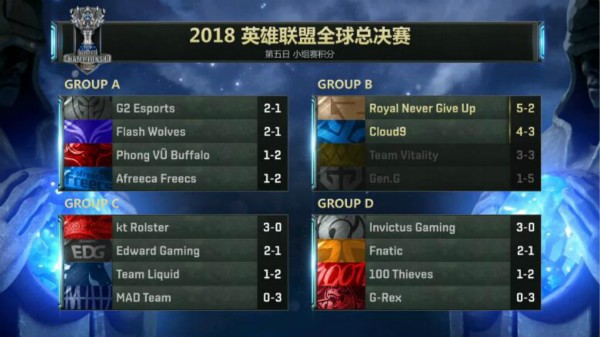 2018 英雄联盟全球总决赛
第五日 小组赛积分
GROUP A
G2 Esports 2-1
Flash Wolves 2-1
Phong VŨ Buffalo 1-2
Afreeca Freecs 1-2
GROUP B
Royal Never Give Up 5-2
Cloud9 4-3
Team Vitality 3-3
Gen.G 1-5
GROUP C
kt Rolster 3-0
EDG Edward Gaming 2-1
Team Liquid 1-2
MAD Team 0-3
GROUP D
Invictus Gaming 3-0
Fnatic 2-1
100 Thieves 1-2
G-Rex 0-3